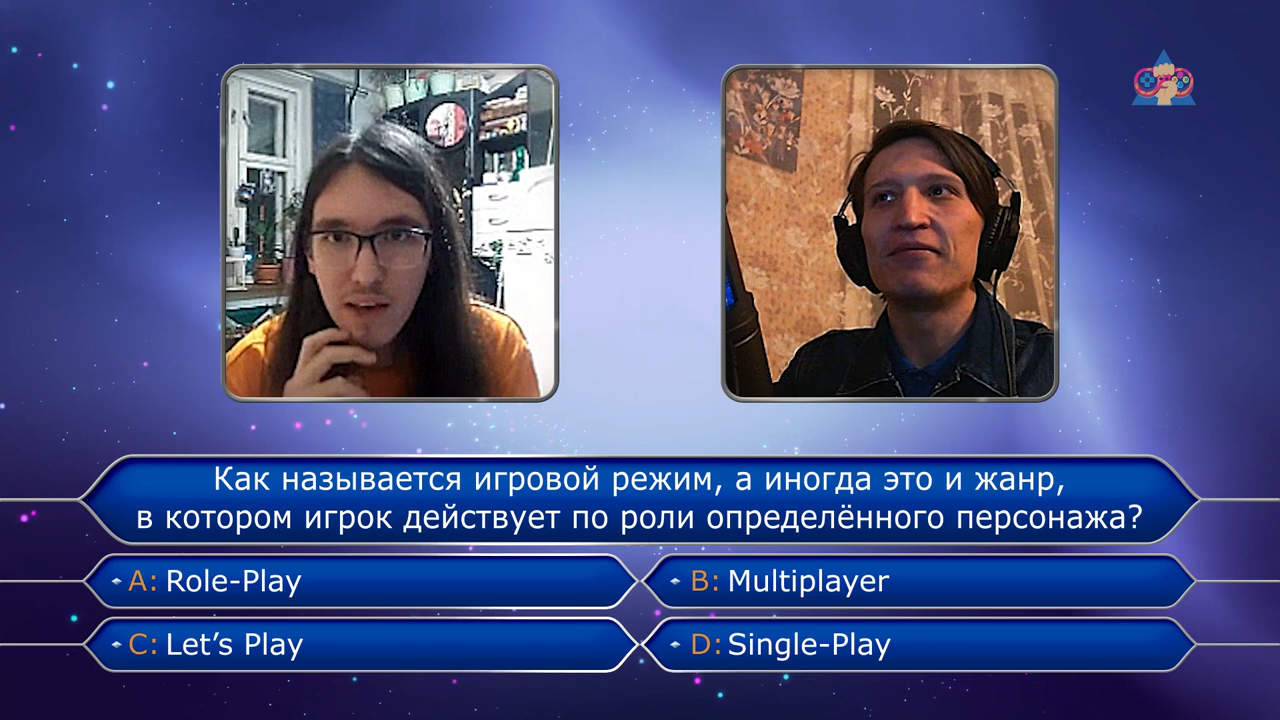 Как называется игровой режим, а иногда это и жанр,
в котором игрок действует по роли определённого персонажа?
A: Role-Play
B: Multiplayer
C: Let’s Play
D: Single-Play